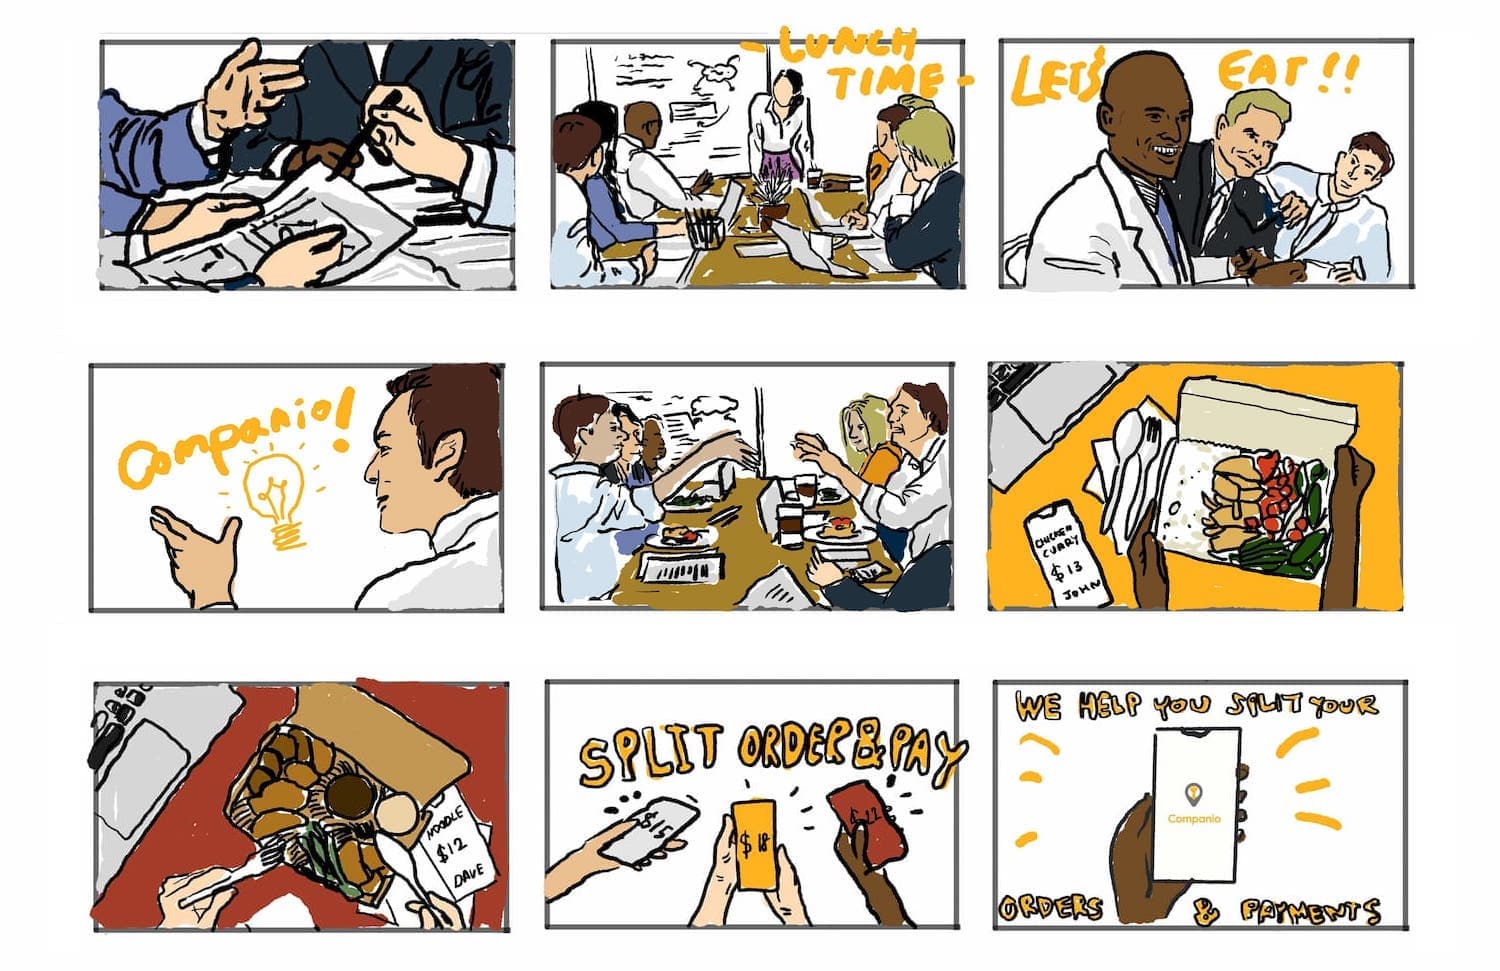 - LUNCH
TIME -
LET'S EAT !!
Companio!
CHICKEN
CURRY
$ 13
JOHN
NOODLE
$12
DAVE
SPLIT ORDER & PAY
$15
$ 18
$ 22
WE HELP YOU SPLIT YOUR
Companio
ORDERS & PAYMENTS